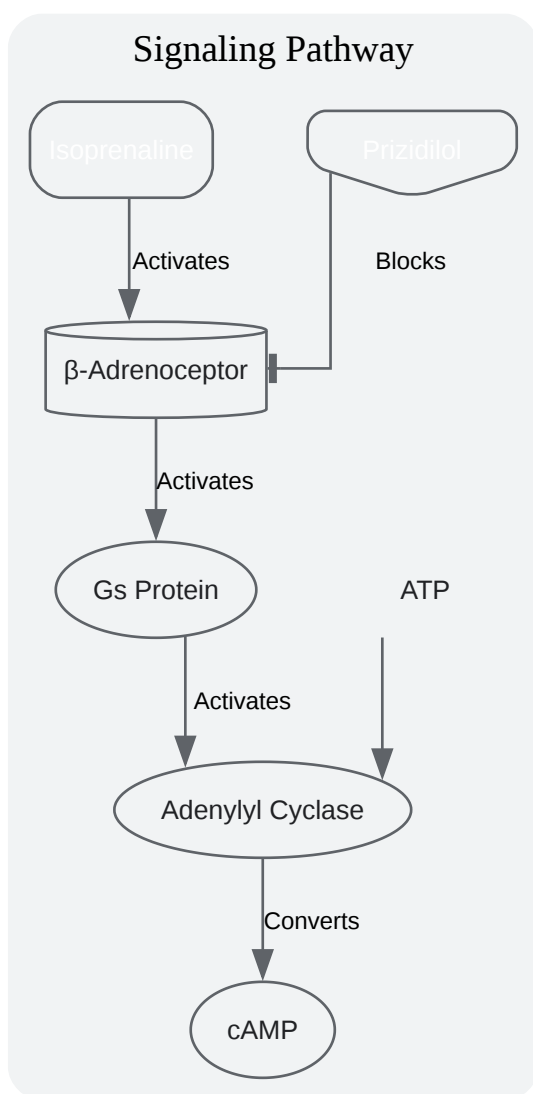 Signaling Pathway
Isoprenaline
Prizidilol
Activates
Blocks
β-Adrenoceptor
Activates
Gs Protein
ATP
Activates
Adenylyl Cyclase
Converts
cAMP